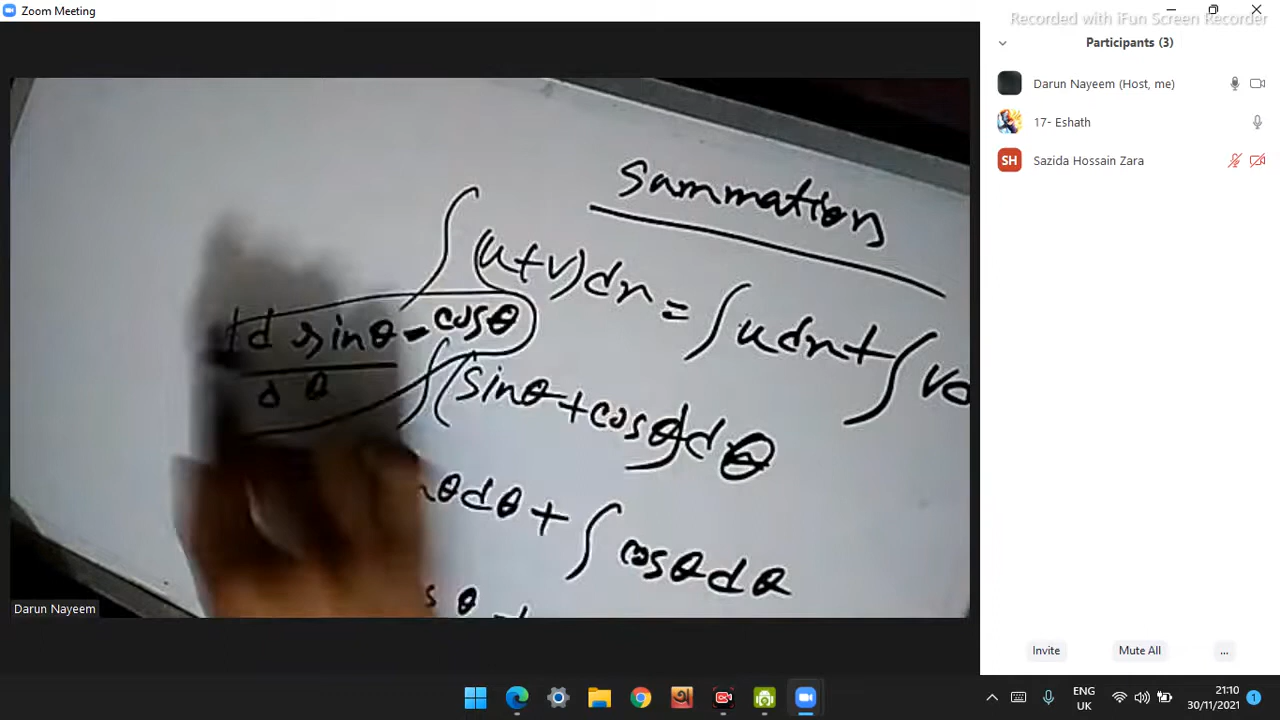 Zoom Meeting
Recorded with iFun Screen Recorder
Participants (3)
Darun Nayeem (Host, me)
17- Eshath
SH Sazida Hossain Zara
Summation
∫(u+v)dx = ∫udx + ∫v
d sinθ = cosθ
dθ
∫(sinθ+cosθ)dθ
θdθ + ∫cosθdθ
s θ +
Darun Nayeem
Invite Mute All ...
ENG
UK
21:10
30/11/2021
1